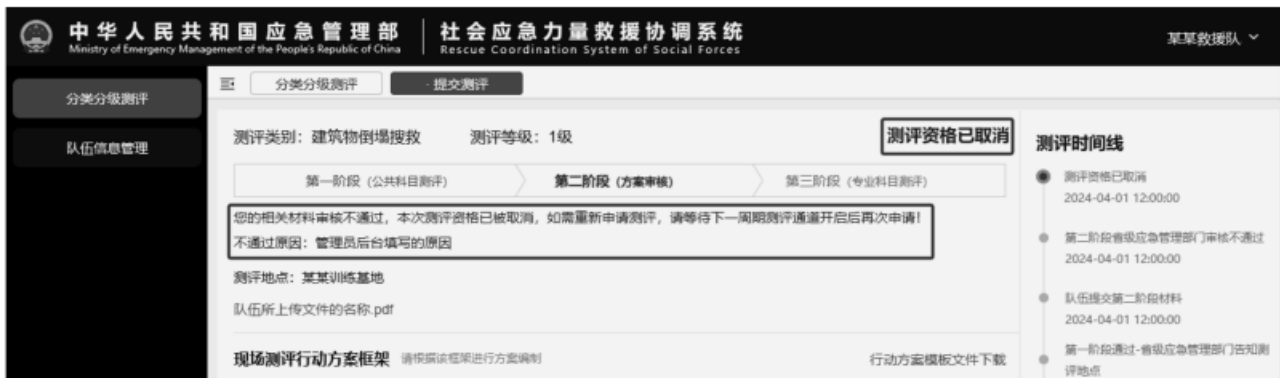 中华人民共和国应急管理部
Ministry of Emergency Management of the People's Republic of China
社会应急力量救援协调系统
Rescue Coordination System of Social Forces
某某救援队
分类分级测评
队伍信息管理
分类分级测评
· 提交测评
测评类别：建筑物倒塌搜救
测评等级：1级
测评资格已取消
第一阶段（公共科目测评）
第二阶段（方案审核）
第三阶段（专业科目测评）
您的相关材料审核不通过，本次测评资格已被取消，如需重新申请测评，请等待下一周期测评通道开启后再次申请！
不通过原因：管理员后台填写的原因
测评地点：某某训练基地
队伍所上传文件的名称.pdf
现场测评行动方案框架
请根据该框架进行方案编制
行动方案模板文件下载
测评时间线
测评资格已取消
2024-04-01 12:00:00
第二阶段省级应急管理部门审核不通过
2024-04-01 12:00:00
队伍提交第二阶段材料
2024-04-01 12:00:00
第一阶段通过-省级应急管理部门告知测
评地点